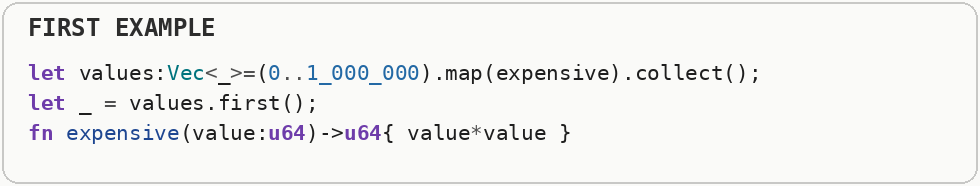 FIRST EXAMPLE
let values:Vec<_>=(0..1_000_000).map(expensive).collect();
let _ = values.first();
fn expensive(value:u64)->u64{ value*value }